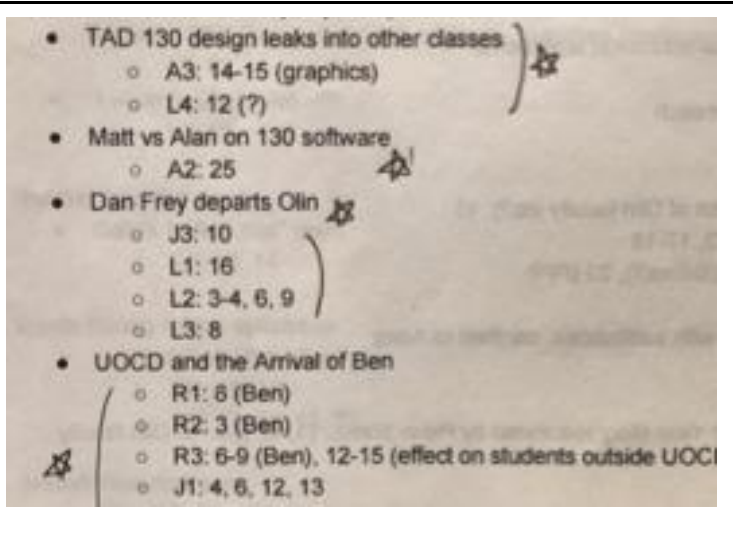 • TAD 130 design leaks into other classes
○ A3: 14-15 (graphics)
○ L4: 12 (?)
• Matt vs Alan on 130 software
○ A2: 25
• Dan Frey departs Olin
○ J3: 10
○ L1: 16
○ L2: 3-4, 6, 9
○ L3: 8
• UOCD and the Arrival of Ben
○ R1: 8 (Ben)
○ R2: 3 (Ben)
○ R3: 6-9 (Ben), 12-15 (effect on students outside UOC
○ J1: 4, 6, 12, 13